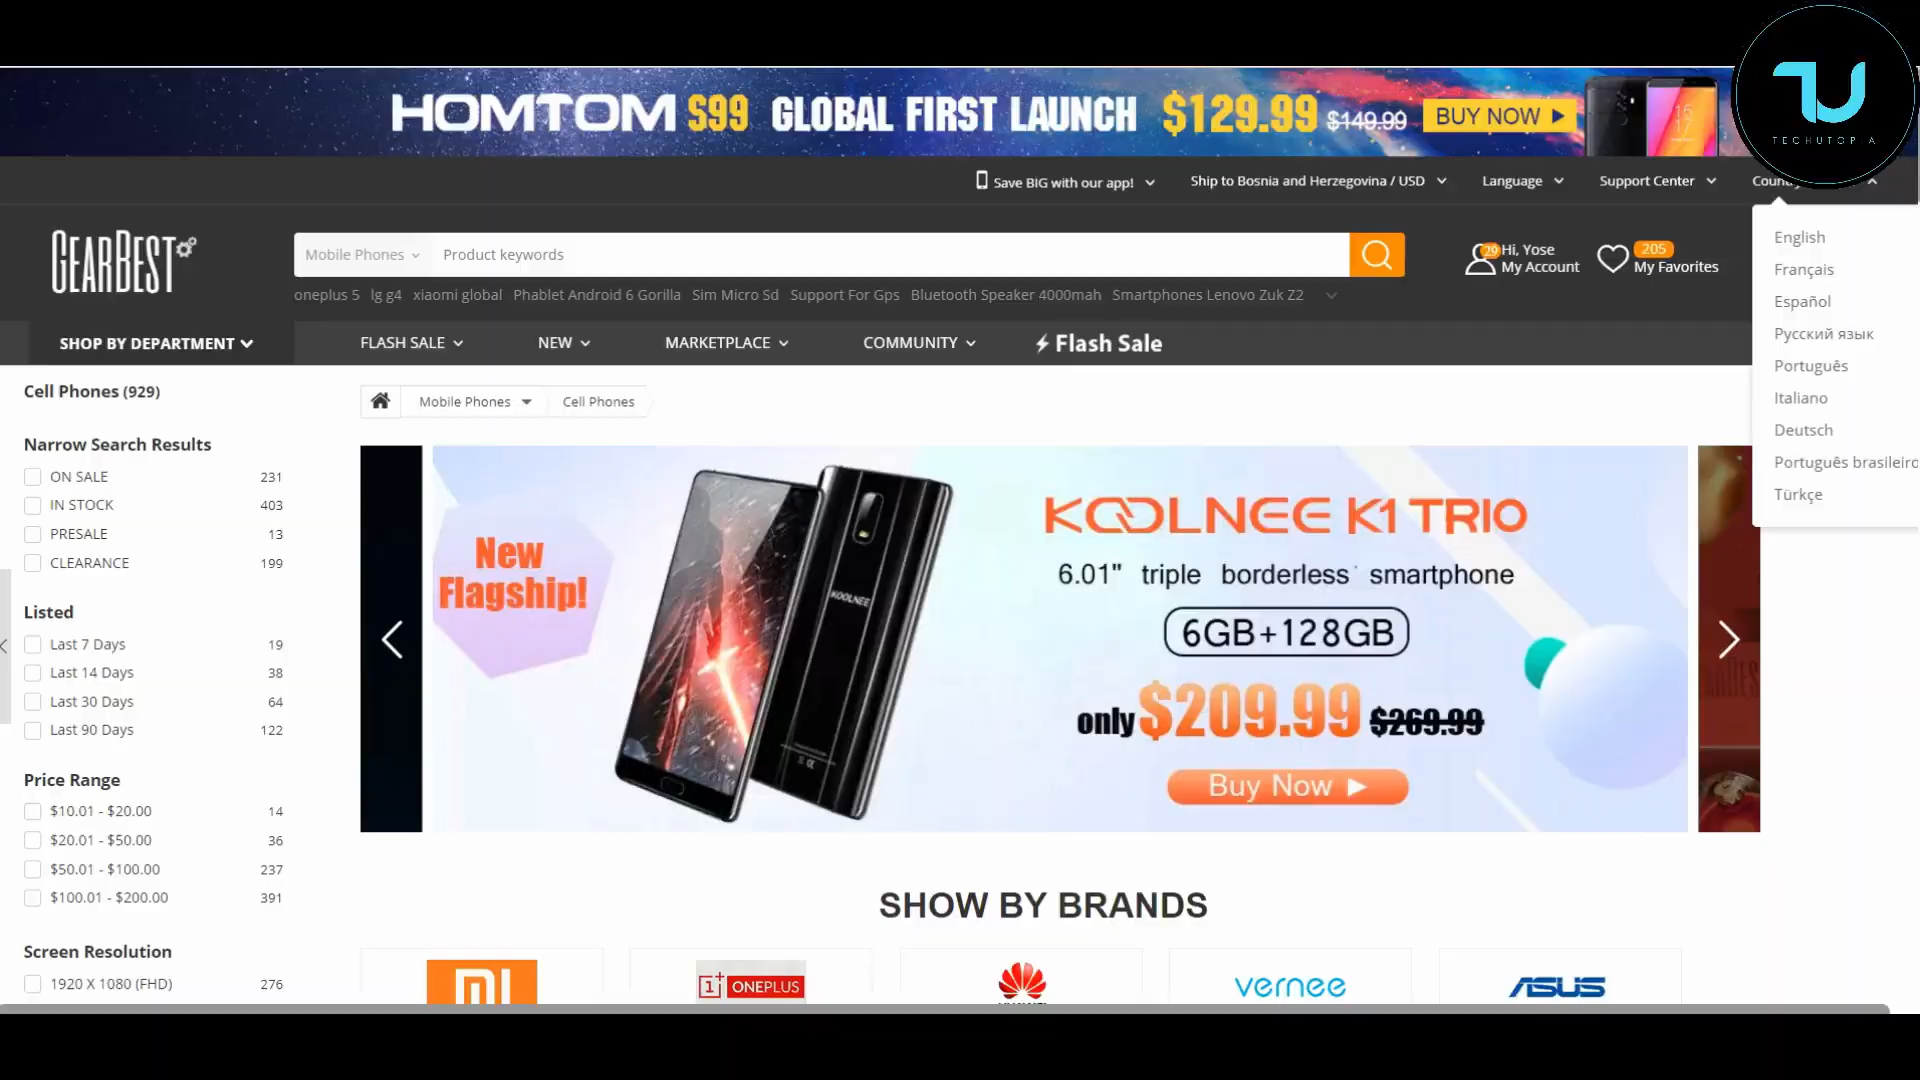 HOMTOM S99 GLOBAL FIRST LAUNCH $129.99 $149.99 BUY NOW
TECHUTOPIA
Save BIG with our app! Ship to Bosnia and Herzegovina / USD Language Support Center
GEARBEST
Mobile Phones Product keywords
29 Hi, Yose
My Account
205
My Favorites
oneplus 5 lg g4 xiaomi global Phablet Android 6 Gorilla Sim Micro Sd Support For Gps Bluetooth Speaker 4000mah Smartphones Lenovo Zuk Z2
English
Français
Español
Русский язык
Português
Italiano
Deutsch
Português brasileiro
Türkçe
SHOP BY DEPARTMENT FLASH SALE NEW MARKETPLACE COMMUNITY Flash Sale
Cell Phones (929)
Mobile Phones Cell Phones
Narrow Search Results
ON SALE 231
IN STOCK 403
PRESALE 13
CLEARANCE 199
Listed
Last 7 Days 19
Last 14 Days 38
Last 30 Days 64
Last 90 Days 122
Price Range
$10.01 - $20.00 14
$20.01 - $50.00 36
$50.01 - $100.00 237
$100.01 - $200.00 391
Screen Resolution
1920 X 1080 (FHD) 276
New
Flagship!
KOOLNEE
KOOLNEE K1 TRIO
6.01" triple borderless smartphone
6GB+128GB
only $209.99 $269.99
Buy Now
SHOW BY BRANDS
MI
1+ ONEPLUS
vernee
ASUS